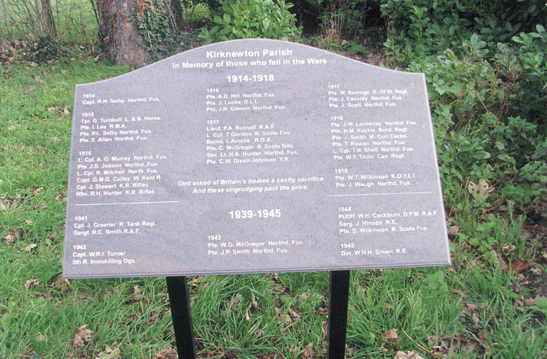 Kirknewton Parish
In Memory of those who fell in the Wars
1914-1918
1914
Capt. R.H. Selby Northd. Fus.
1915
Tpr. G. Turnbull L. & B. Horse
Pte. I. Lee R.M.A.
Pte. P.L. Selby Northd. Fus.
Pte. E. Allan Northd. Fus.
1916
L. Cpl. A.G. Murray Northd. Fus.
Pte. J.S. Jobson Northd. Fus.
L. Cpl. R. Mitchell North. Fus.
Capt. G.M.G. Culley W. Kent R.
Cpl. J. Stewart K.R. Rifles
Rfm. R.H. Hunter K.R. Rifles
1916
Pte. A.D. Hill Northd. Fus.
Pte. J. Locke D.L.I.
Pte. J.H. Gibson Northd. Fus.
1917
Lieut. P.A. Russell R.A.F.
L. Cpl. T Gordon R. Scots Fus.
Bomb. I. Ainslie R.G.A.
Pte. C. McGregor R. Scots Gds.
Sec. Lt. N.A. Hunter Northd. Fus.
Pte. C.W. Dixon-Johnson Y.R.
1917
Pte. W. Renwick D. Of W. Regt.
Pte. J. Cassidy Northd. Fus.
Pte. J. Scott Northd. Fus.
1918
Pte. J.W. Northd. Fus.
Pte. N.M. Bord. Regt.
Pte. J. Smith M. Gun Corps
Pte. T. Rowan Northd. Fus.
L. Cpl. T.N. Shell Northd. Fus.
Pte. W.T. Can. Regt.
1919
Pte. W.T. Wilkinson K.O.Y.L.I.
Pte. J. Waugh Northd. Fus.
God asked of Britain's homes a costly sacrifice
And these ungrudging paid the price.
1939-1945
1941
Cpl. J. Greener R. Tank Regt.
Sergt. R.C. Smith R.A.F.
1942
Capt. W.R.I. Turner
5th R. Inniskilling Dgs.
1943
Pte. W.G. McGregor Northd. Fus.
Pte. J.P. Smith Northd. Fus.
1944
Pt/Off W.H. Cockburn, D.F.M. R.A.F.
Sergt. J. Hinson R.E.
Pte. D. Wilkinson R. Scots Fus.
1945
Dvr. W.H.H. Green R.E.